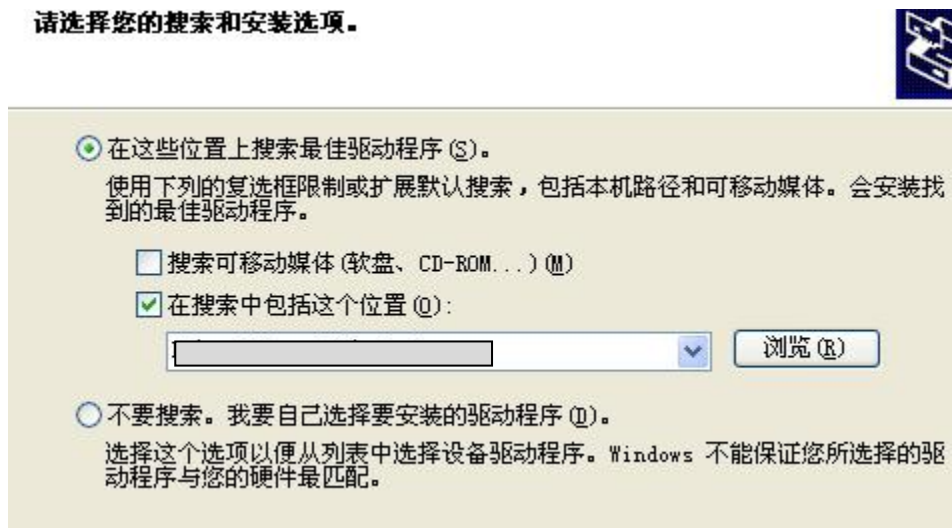 请选择您的搜索和安装选项。
在这些位置上搜索最佳驱动程序(S)。
使用下列的复选框限制或扩展默认搜索，包括本机路径和可移动媒体。会安装找
到的最佳驱动程序。
搜索可移动媒体(软盘、CD-ROM...)(M)
在搜索中包括这个位置(O):
浏览(R)
不要搜索。我要自己选择要安装的驱动程序(D)。
选择这个选项以便从列表中选择设备驱动程序。Windows 不能保证您所选择的驱
动程序与您的硬件最匹配。